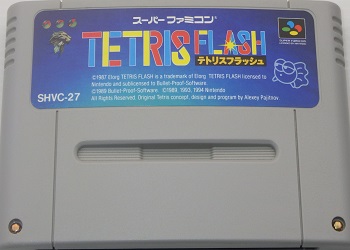 スーパーファミコン
TETRIS FLASH
テトリスフラッシュ
©1987 Elorg TETRIS FLASH is a trademark of Elorg. TETRIS FLASH licensed to
Nintendo and sublicensed to Bullet-Proof-Software.
©1989 Bullet-Proof-Software. ©1989, 1993, 1994 Nintendo.
All Rights Reserved. Original Tetris concept, design and program by Alexey Pajitnov.
SHVC-27